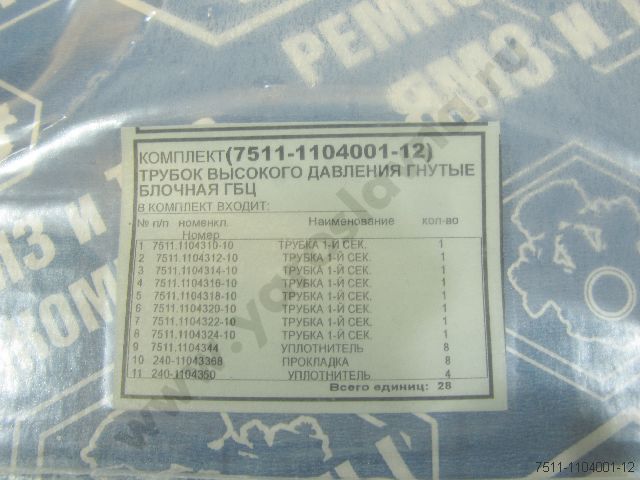 РЕМ
ЯМЗ и
КОМПЛЕКТ(7511-1104001-12)
ТРУБОК ВЫСОКОГО ДАВЛЕНИЯ ГНУТЫЕ
БЛОЧНАЯ ГБЦ
В КОМПЛЕКТ ВХОДИТ:
№ п/п номенкл. Наименование кол-во
Номер
1 7511.1104310-10 ТРУБКА 1-Й СЕК. 1
2 7511.1104312-10 ТРУБКА 1-Й СЕК. 1
3 7511.1104314-10 ТРУБКА 1-Й СЕК. 1
4 7511.1104316-10 ТРУБКА 1-Й СЕК. 1
5 7511.1104318-10 ТРУБКА 1-Й СЕК. 1
6 7511.1104320-10 ТРУБКА 1-Й СЕК. 1
7 7511.1104322-10 ТРУБКА 1-Й СЕК. 1
8 7511.1104324-10 ТРУБКА 1-Й СЕК. 1
9 7511.1104344 УПЛОТНИТЕЛЬ 8
10 240-1104336В ПРОКЛАДКА 8
11 240-1104350 УПЛОТНИТЕЛЬ 4
Всего единиц: 28
7511-1104001-12